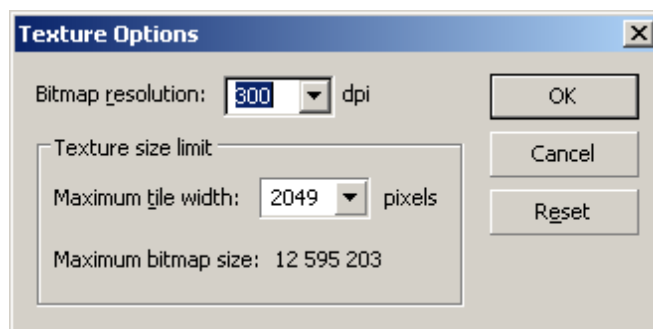 Texture Options
Bitmap resolution: 300 dpi
OK
Texture size limit
Cancel
Maximum tile width: 2049 pixels
Reset
Maximum bitmap size: 12 595 203